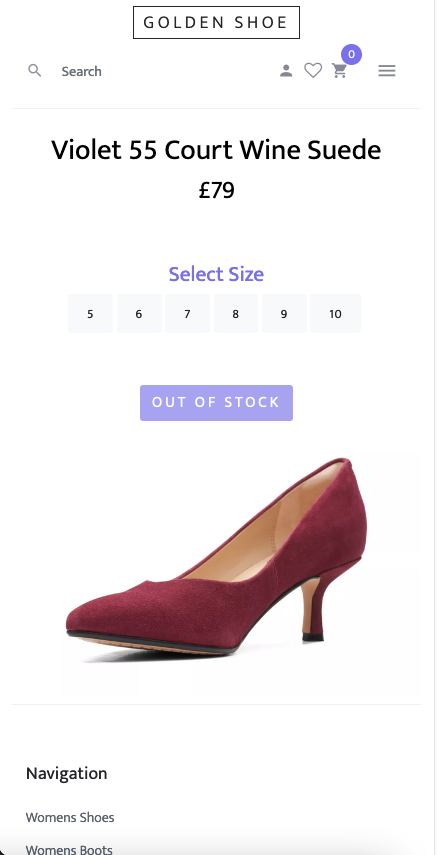 GOLDEN SHOE
0
Search
Violet 55 Court Wine Suede
£79
Select Size
5 6 7 8 9 10
OUT OF STOCK
Navigation
Womens Shoes
Womens Boots